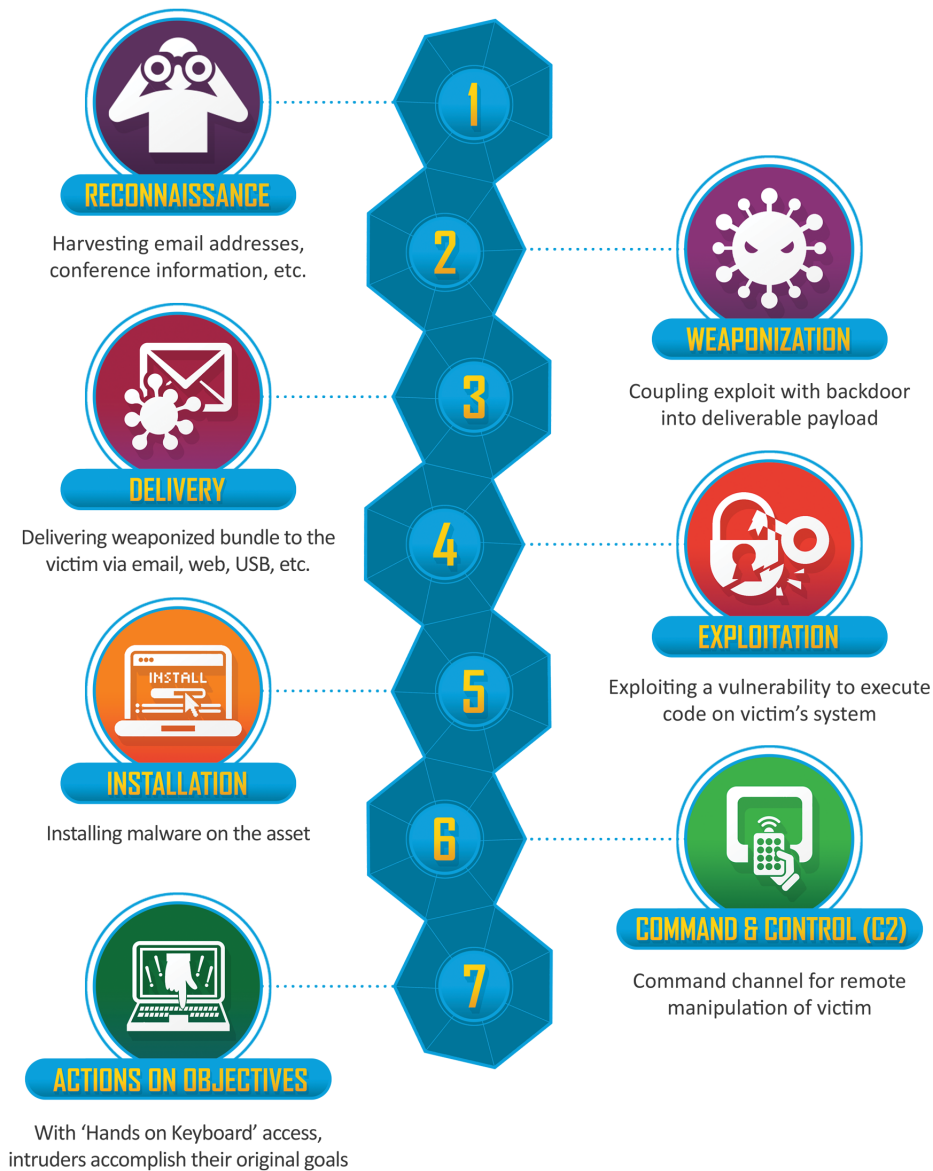 1
RECONNAISSANCE
Harvesting email addresses,
conference information, etc.
2
WEAPONIZATION
Coupling exploit with backdoor
into deliverable payload
3
DELIVERY
Delivering weaponized bundle to the
victim via email, web, USB, etc.
4
EXPLOITATION
Exploiting a vulnerability to execute
code on victim’s system
5
INSTALL
INSTALLATION
Installing malware on the asset
6
COMMAND & CONTROL (C2)
Command channel for remote
manipulation of victim
7
ACTIONS ON OBJECTIVES
With ‘Hands on Keyboard’ access,
intruders accomplish their original goals